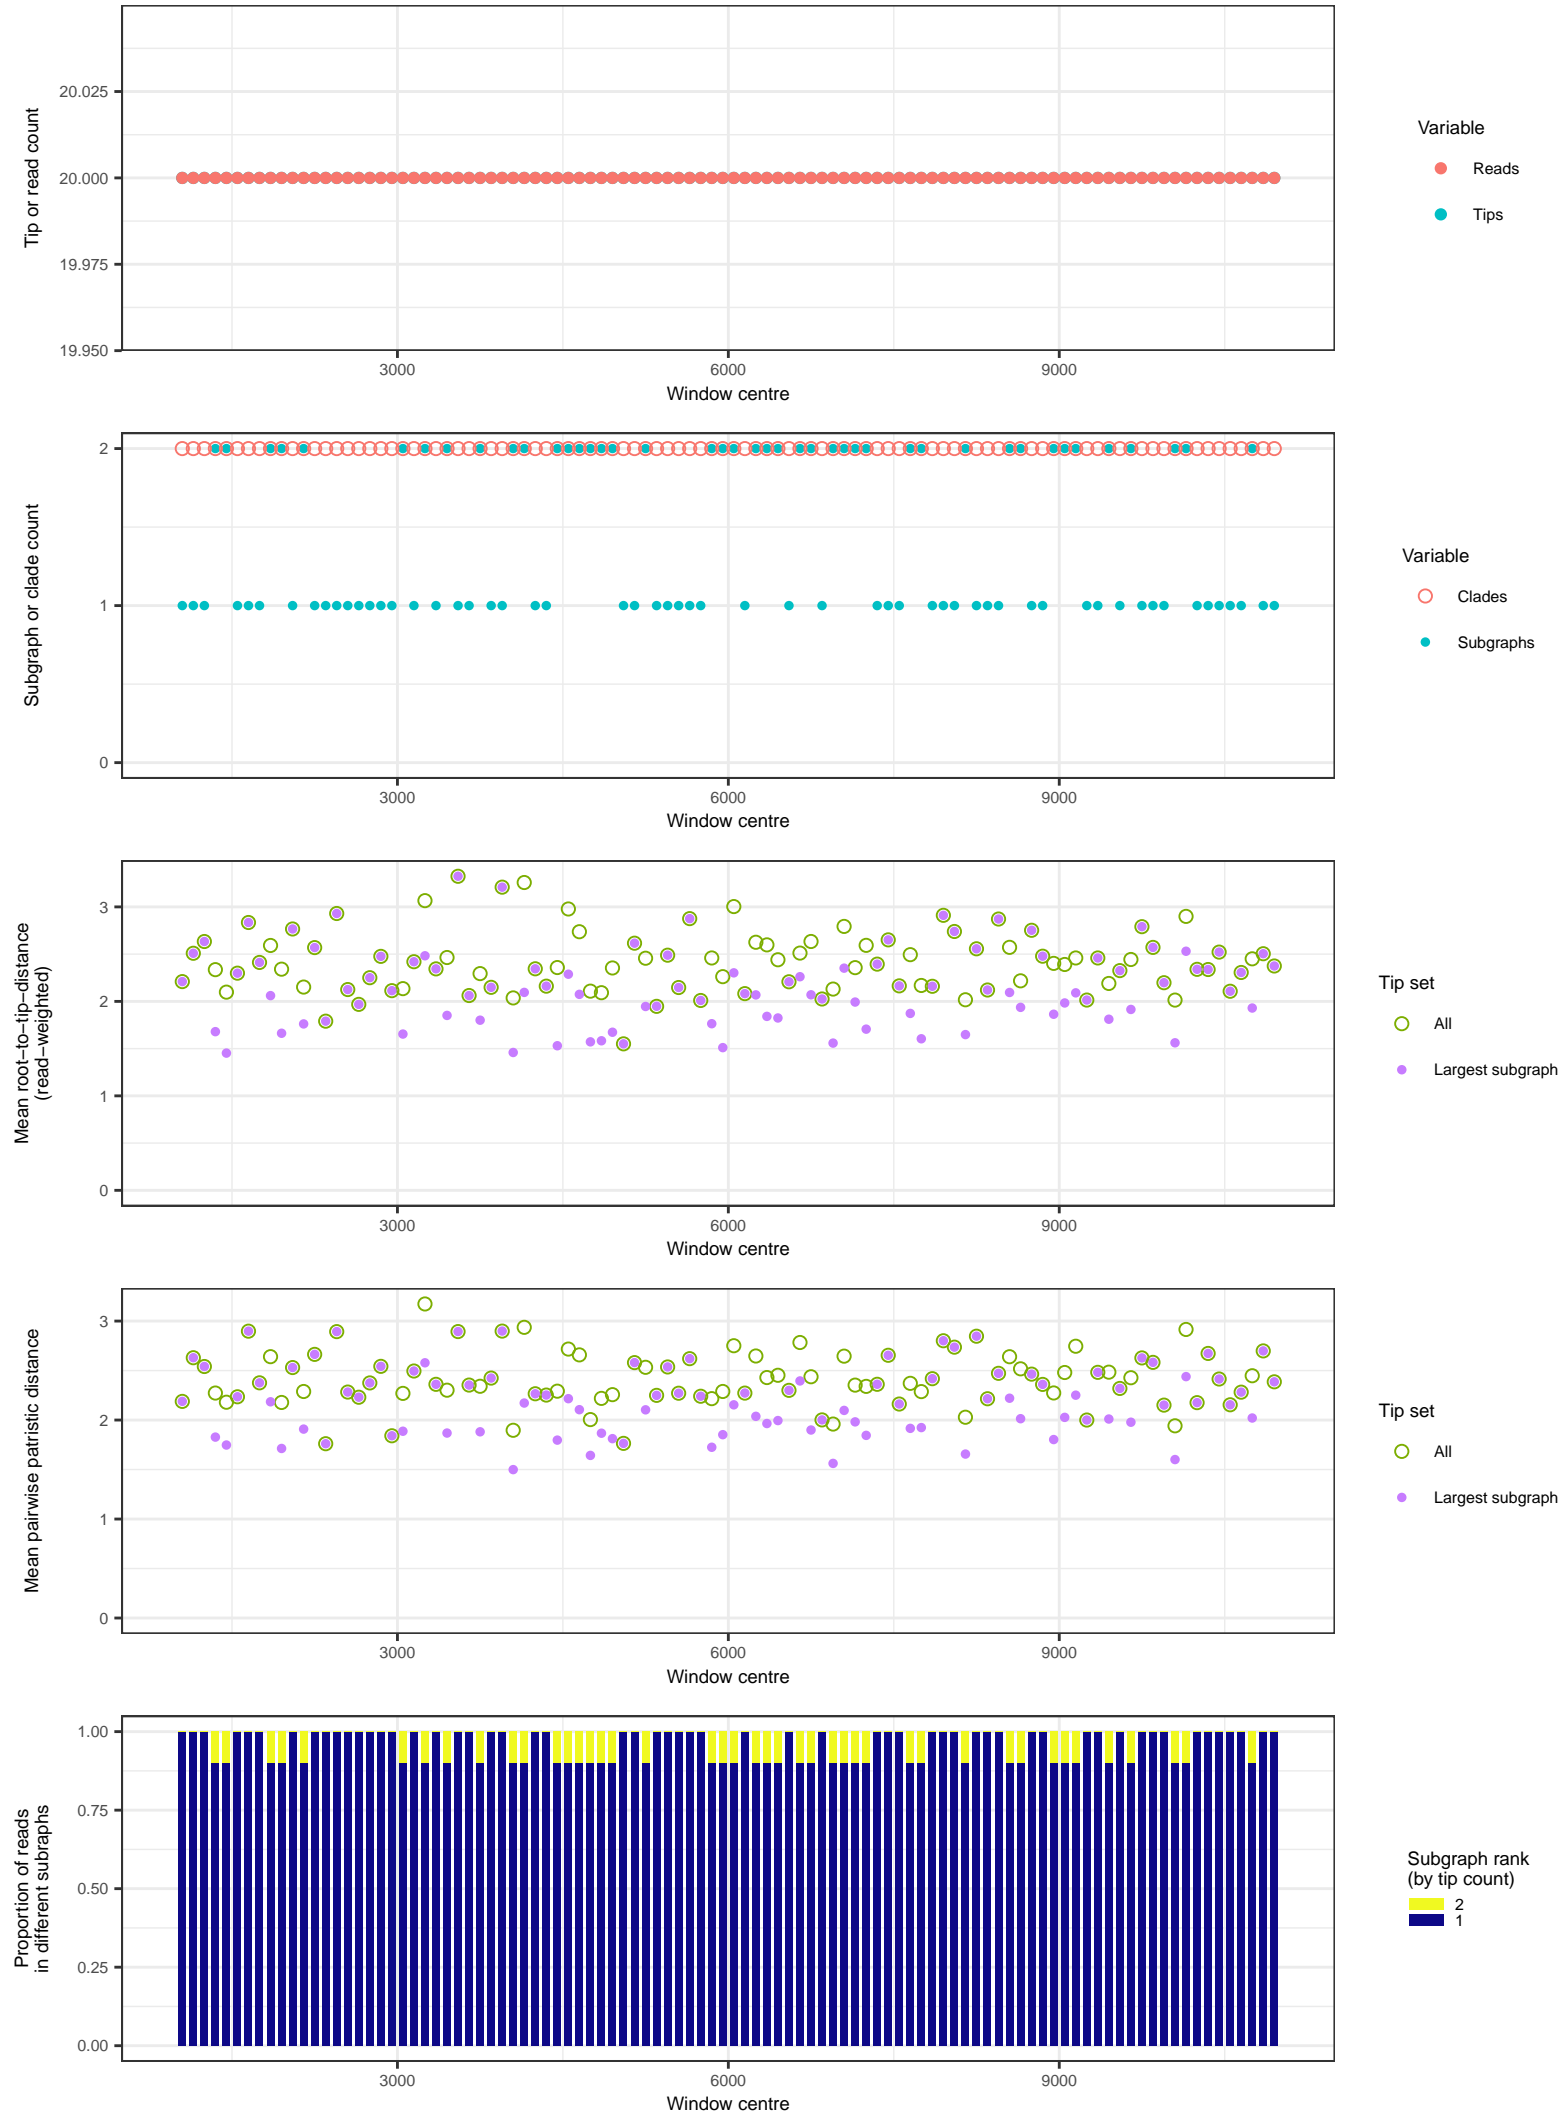 20.025
20.000
19.975
19.950
Tip or read count
3000
6000
9000
Window centre
Variable
Reads
Tips
2
1
0
Subgraph or clade count
3000
6000
9000
Window centre
Variable
Clades
Subgraphs
3
2
1
0
Mean root−to−tip−distance
(read−weighted)
3000
6000
9000
Window centre
Tip set
All
Largest subgraph
3
2
1
0
Mean pairwise patristic distance
3000
6000
9000
Window centre
Tip set
All
Largest subgraph
1.00
0.75
0.50
0.25
0.00
Proportion of reads
in different subraphs
3000
6000
9000
Window centre
Subgraph rank
(by tip count)
2
1